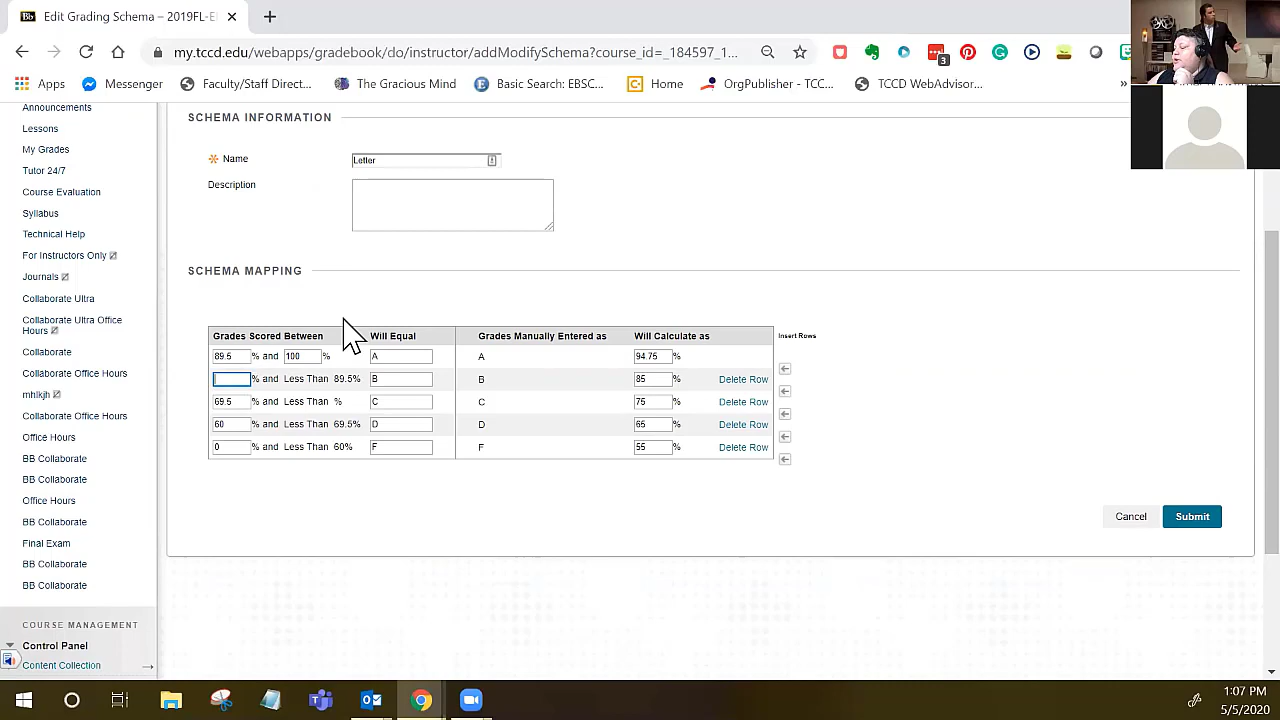 Bb Edit Grading Schema – 2019FL-E
my.tccd.edu/webapps/gradebook/do/instructor/addModifySchema?course_id=_184597_1
3
Apps Messenger Faculty/Staff Direct... The Gracious Mind Basic Search: EBSC... Home OrgPublisher - TCC... TCCD WebAdvisor... »
Announcements
Lessons
My Grades
Tutor 24/7
Course Evaluation
Syllabus
Technical Help
For Instructors Only
Journals
Collaborate Ultra
Collaborate Ultra Office
Hours
Collaborate
Collaborate Office Hours
mhlkjh
Collaborate Office Hours
Office Hours
BB Collaborate
BB Collaborate
Office Hours
BB Collaborate
Final Exam
BB Collaborate
BB Collaborate
COURSE MANAGEMENT
Control Panel
Content Collection
SCHEMA INFORMATION
Name Letter
Description
SCHEMA MAPPING
Grades Scored Between Will Equal Grades Manually Entered as Will Calculate as Insert Rows
89.5 % and 100 % A A 94.75 %
% and Less Than 89.5% B B 85 % Delete Row
69.5 % and Less Than % C C 75 % Delete Row
60 % and Less Than 69.5% D D 65 % Delete Row
0 % and Less Than 60% F F 55 % Delete Row
Cancel Submit
1:07 PM
5/5/2020